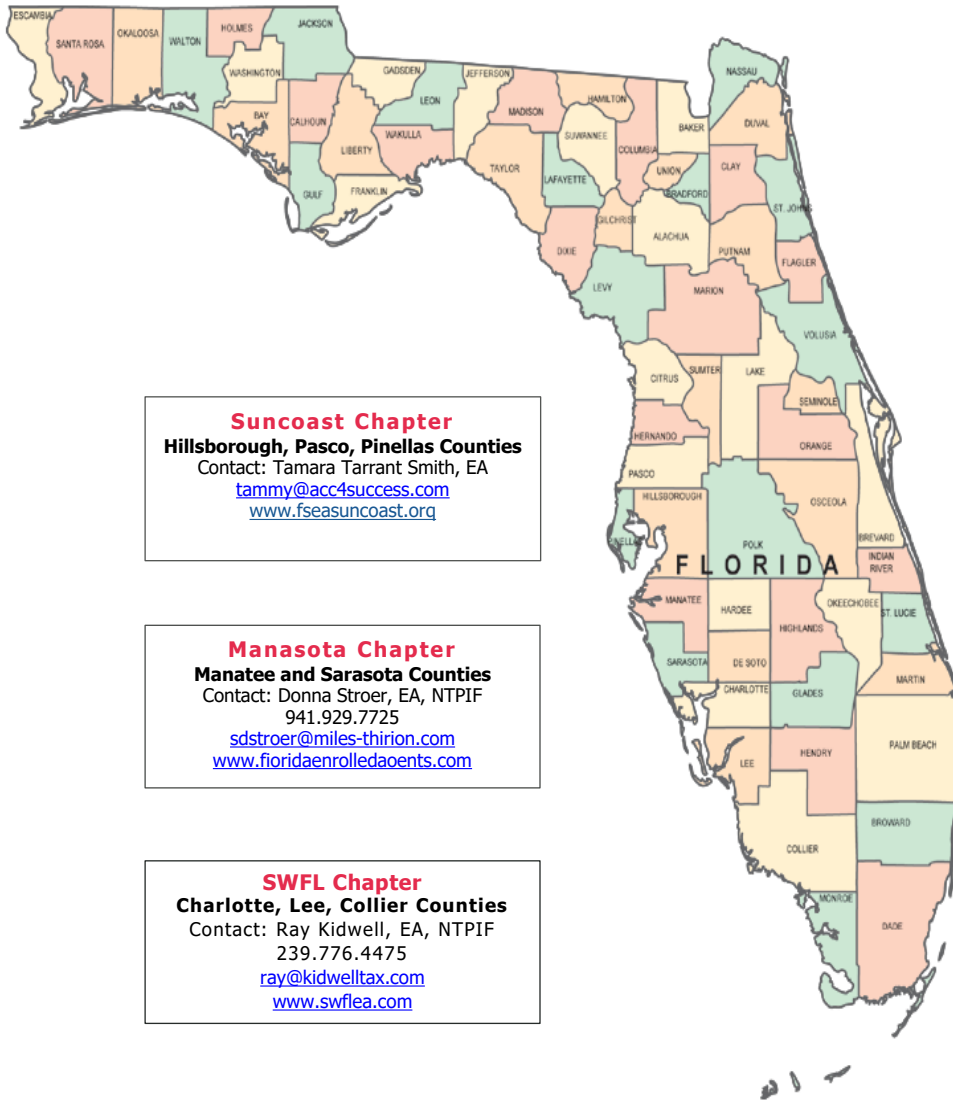 ESCAMBIA
SANTA ROSA
OKALOOSA
WALTON
HOLMES
JACKSON
WASHINGTON
BAY
CALHOUN
GULF
GADSDEN
LIBERTY
FRANKLIN
LEON
WAKULLA
JEFFERSON
MADISON
TAYLOR
HAMILTON
SUWANNEE
LAFAYETTE
DIXIE
COLUMBIA
GILCHRIST
LEVY
BAKER
UNION
BRADFORD
ALACHUA
NASSAU
DUVAL
CLAY
ST. JOHNS
PUTNAM
FLAGLER
MARION
VOLUSIA
CITRUS
SUMTER
LAKE
SEMINOLE
HERNANDO
ORANGE
PASCO
HILLSBOROUGH
PINELLAS
POLK
OSCEOLA
BREVARD
FLORIDA
INDIAN
RIVER
MANATEE
HARDEE
HIGHLANDS
OKEECHOBEE
ST. LUCIE
SARASOTA
DE SOTO
CHARLOTTE
GLADES
MARTIN
LEE
HENDRY
PALM BEACH
COLLIER
BROWARD
MONROE
DADE
Suncoast Chapter
Hillsborough, Pasco, Pinellas Counties
Contact: Tamara Tarrant Smith, EA
tammy@acc4success.com
www.fseasuncoast.orq
Manasota Chapter
Manatee and Sarasota Counties
Contact: Donna Stroer, EA, NTPIF
941.929.7725
sdstroer@miles-thirion.com
www.fioridaenrolledaoents.com
SWFL Chapter
Charlotte, Lee, Collier Counties
Contact: Ray Kidwell, EA, NTPIF
239.776.4475
ray@kidwelltax.com
www.swflea.com